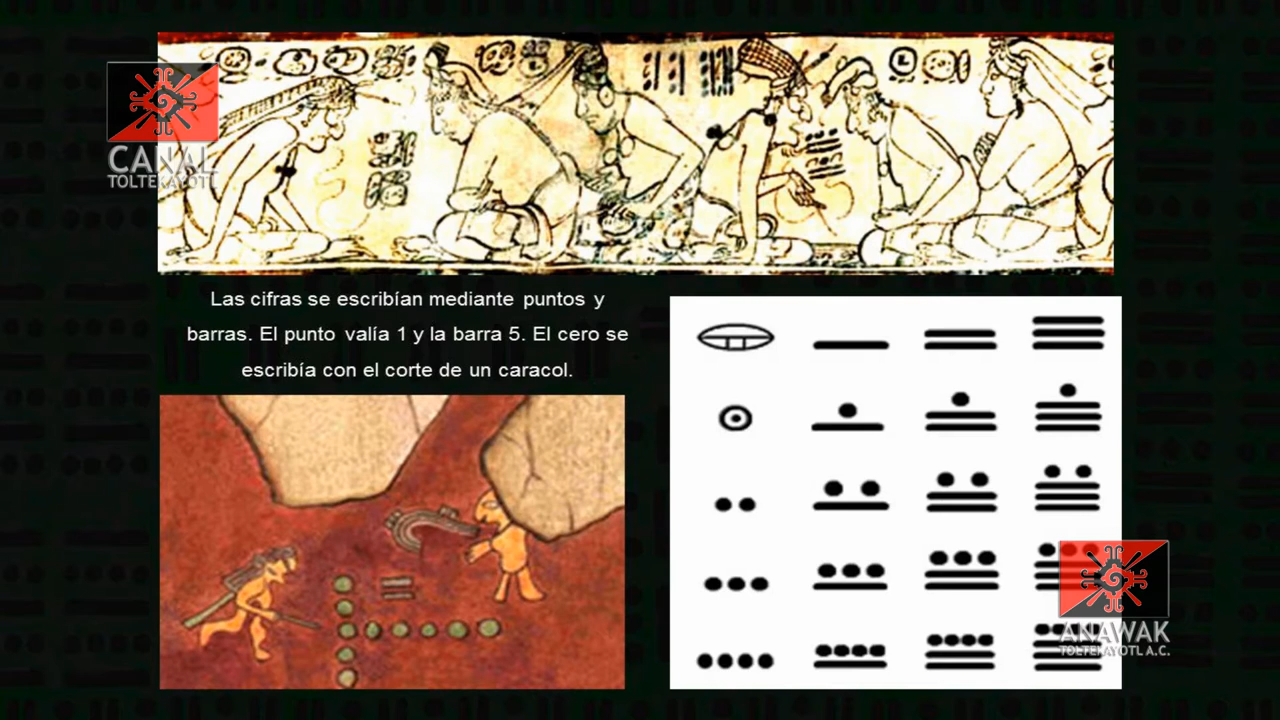 CANAL
TOLTEKAYOTL
Las cifras se escribían mediante puntos y
barras. El punto valía 1 y la barra 5. El cero se
escribía con el corte de un caracol.
ANAWAK
TOLTEKAYOTL A.C.